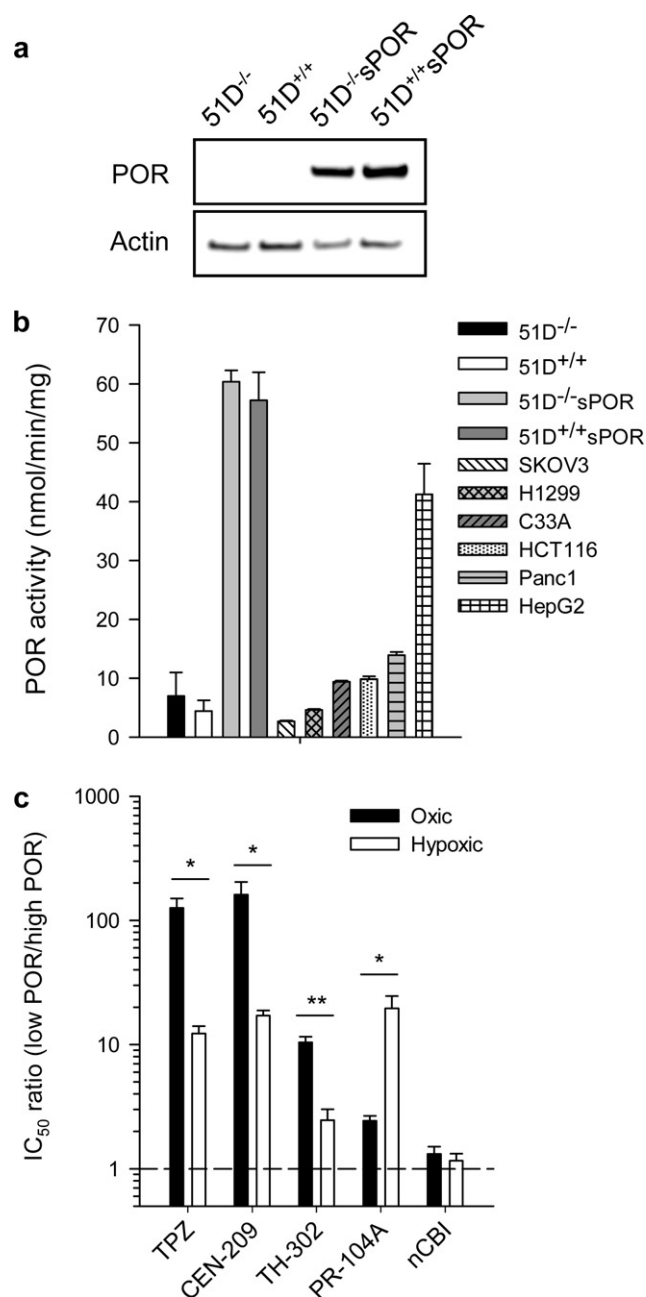 a
51D-/-
51D+/+
51D-/-sPOR
51D+/+sPOR
POR
Actin
b
70
60
50
40
30
20
10
0
POR activity (nmol/min/mg)
51D-/-
51D+/+
51D-/-sPOR
51D+/+sPOR
SKOV3
H1299
C33A
HCT116
Panc1
HepG2
c
1000
100
10
1
IC50 ratio (low POR/high POR)
Oxic
Hypoxic
*
*
**
*
TPZ
CEN-209
TH-302
PR-104A
nCBI